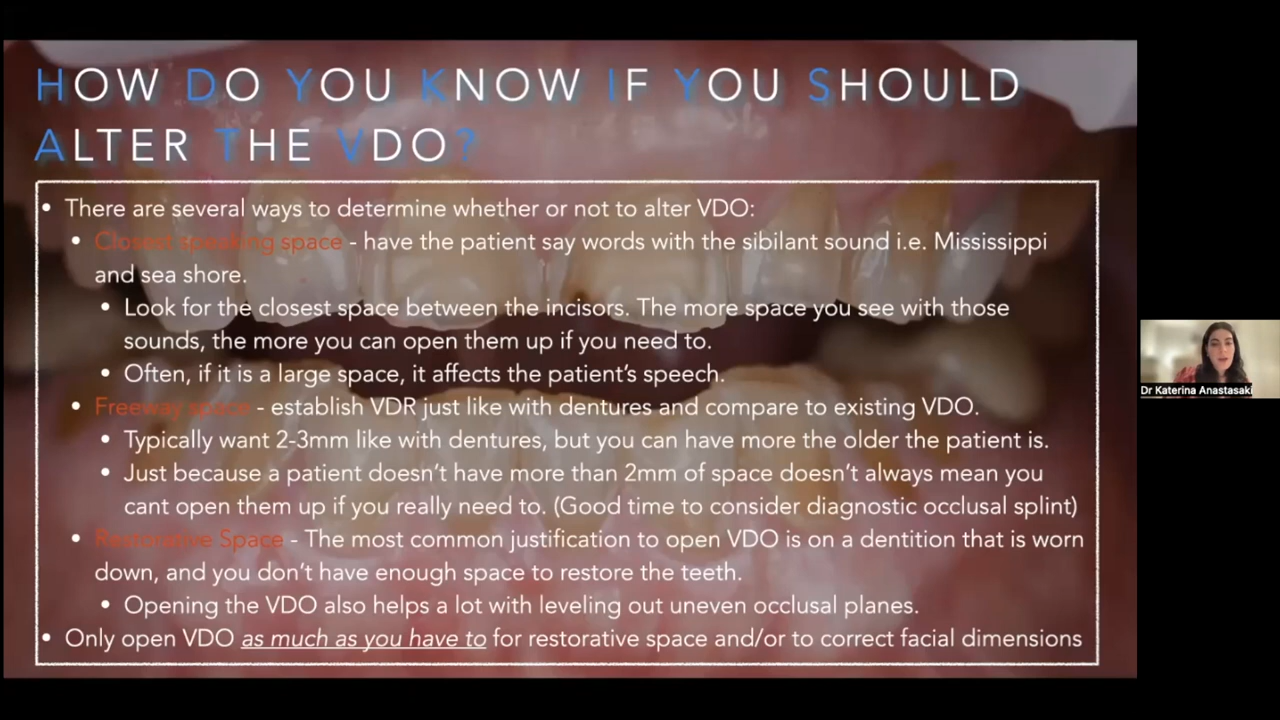 HOW DO YOU KNOW IF YOU SHOULD
ALTER THE VDO?
• There are several ways to determine whether or not to alter VDO:
• Closest speaking space - have the patient say words with the sibilant sound i.e. Mississippi
and sea shore.
• Look for the closest space between the incisors. The more space you see with those
sounds, the more you can open them up if you need to.
• Often, if it is a large space, it affects the patient's speech.
• Freeway space - establish VDR just like with dentures and compare to existing VDO.
• Typically want 2-3mm like with dentures, but you can have more the older the patient is.
• Just because a patient doesn't have more than 2mm of space doesn't always mean you
cant open them up if you really need to. (Good time to consider diagnostic occlusal splint)
• Restorative Space - The most common justification to open VDO is on a dentition that is worn
down, and you don't have enough space to restore the teeth.
• Opening the VDO also helps a lot with leveling out uneven occlusal planes.
• Only open VDO as much as you have to for restorative space and/or to correct facial dimensions
Dr Katerina Anastasaki